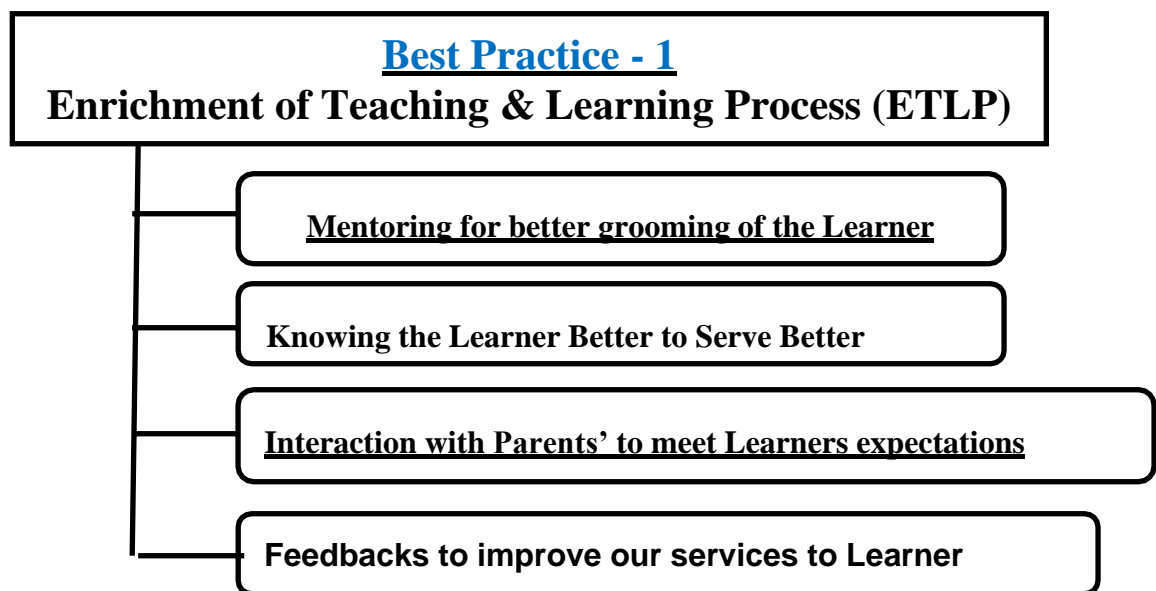 Best Practice - 1
Enrichment of Teaching & Learning Process (ETLP)
Mentoring for better grooming of the Learner
Knowing the Learner Better to Serve Better
Interaction with Parents’ to meet Learners expectations
Feedbacks to improve our services to Learner